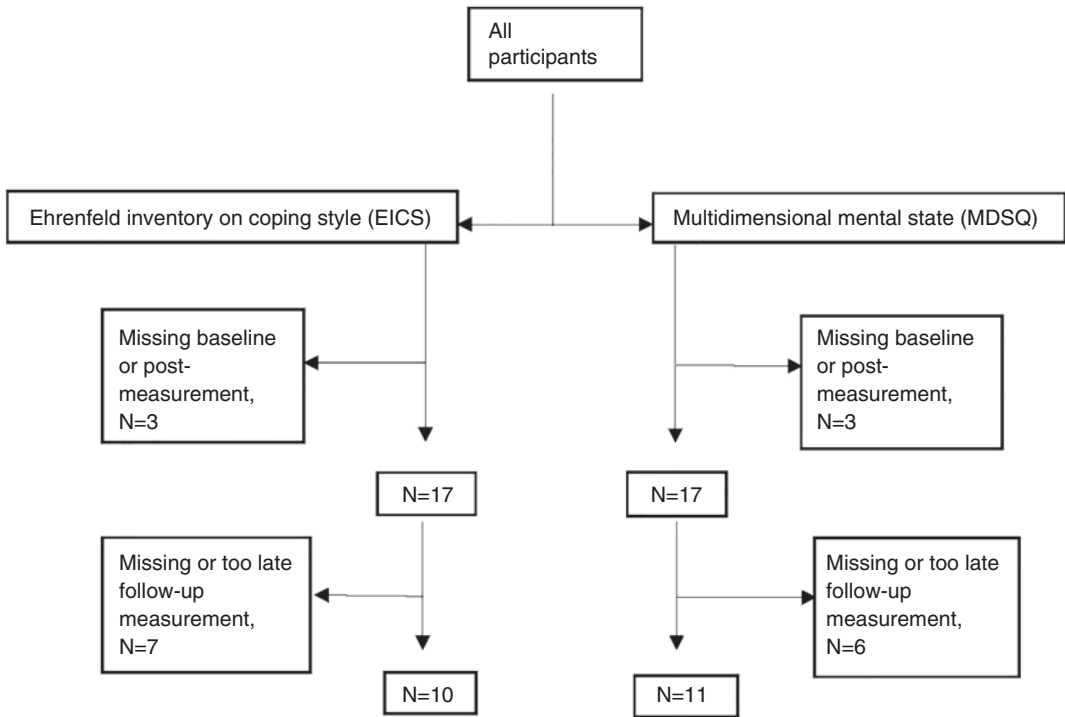 All
participants
Ehrenfeld inventory on coping style (EICS)
Multidimensional mental state (MDSQ)
Missing baseline
or post-
measurement,
N=3
Missing baseline
or post-
measurement,
N=3
N=17
N=17
Missing or too late
follow-up
measurement,
N=7
Missing or too late
follow-up
measurement,
N=6
N=10
N=11